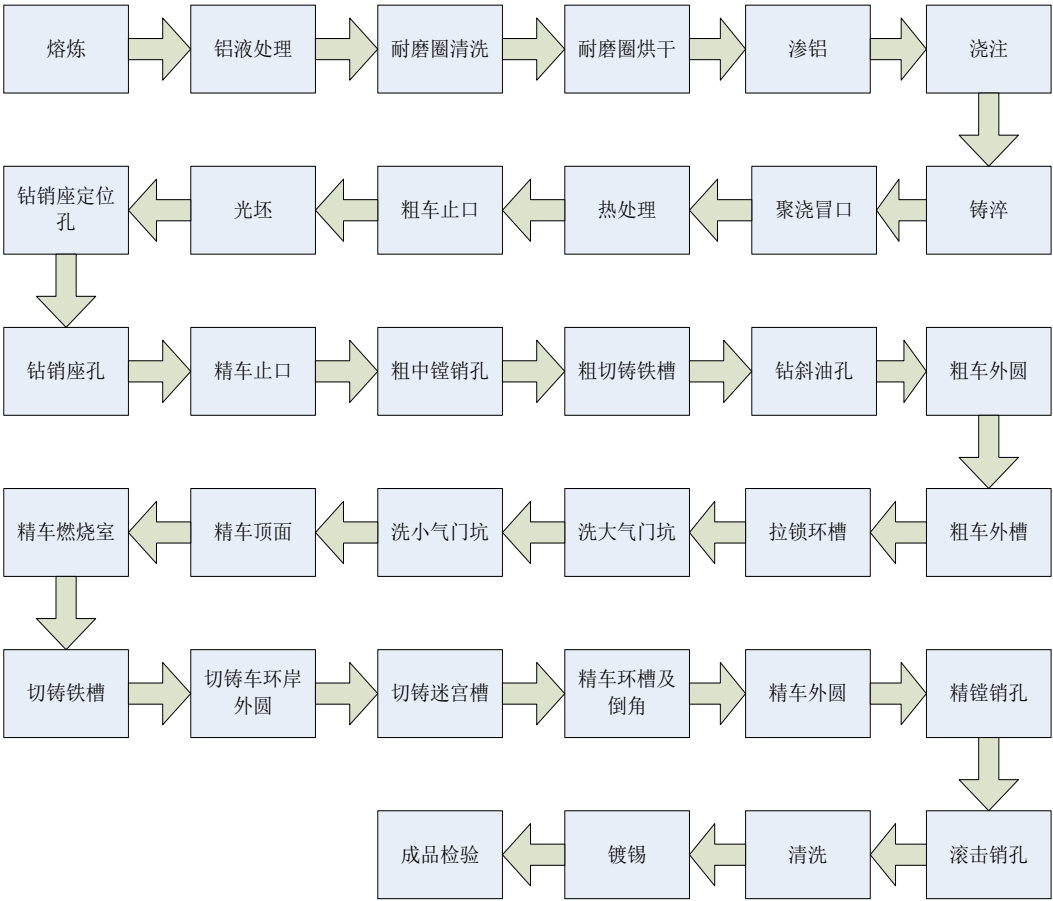 熔炼
铝液处理
耐磨圈清洗
耐磨圈烘干
渗铝
浇注
铸淬
聚浇冒口
热处理
粗车止口
光坯
钻销座定位
孔
钻销座孔
精车止口
粗中镗销孔
粗切铸铁槽
钻斜油孔
粗车外圆
粗车外槽
拉锁环槽
洗大气门坑
洗小气门坑
精车顶面
精车燃烧室
切铸铁槽
切铸车环岸
外圆
切铸迷宫槽
精车环槽及
倒角
精车外圆
精镗销孔
滚击销孔
清洗
镀锡
成品检验